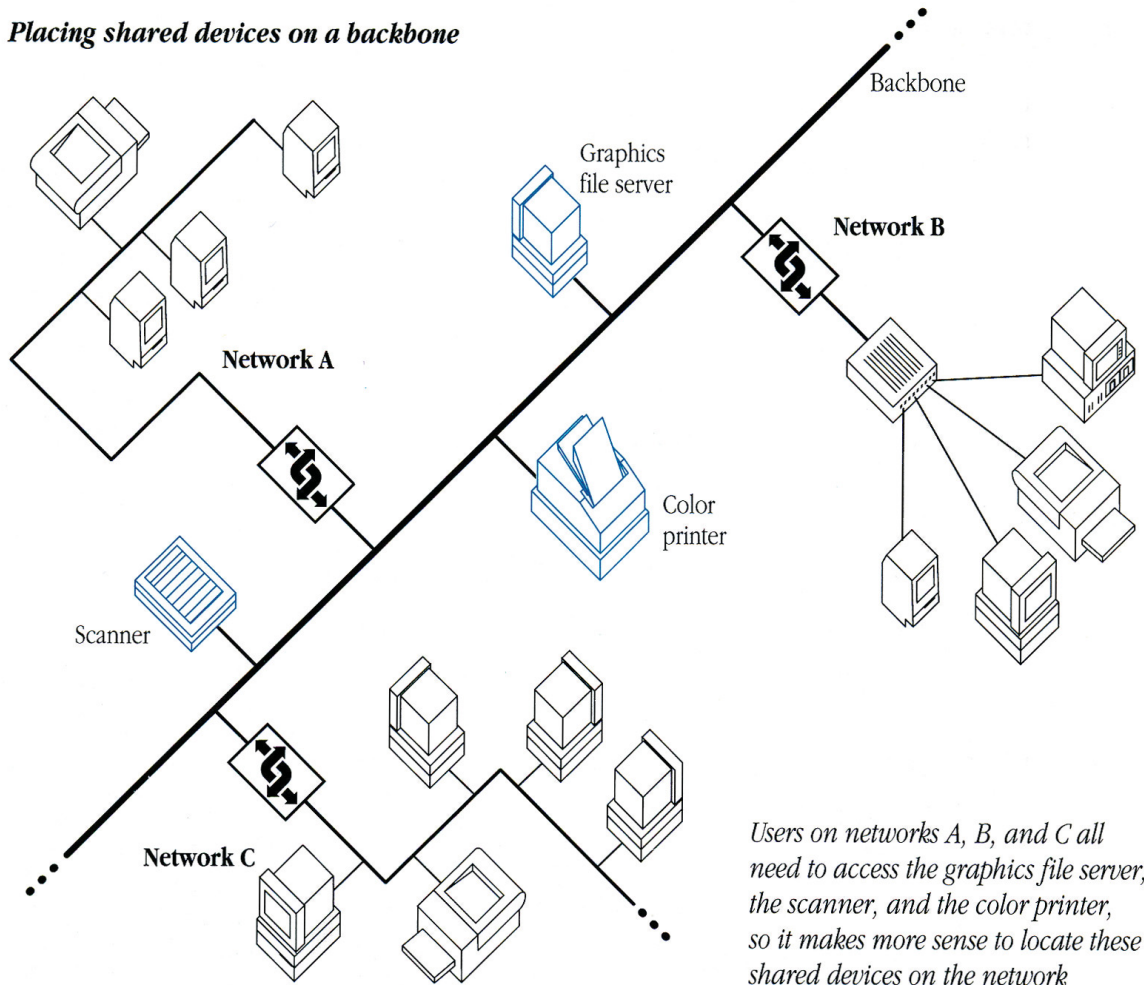 Placing shared devices on a backbone
Backbone
Graphics
file server
Network B
Network A
Color
printer
Scanner
Network C
Users on networks A, B, and C all
need to access the graphics file server,
the scanner, and the color printer,
so it makes more sense to locate these
shared devices on the network